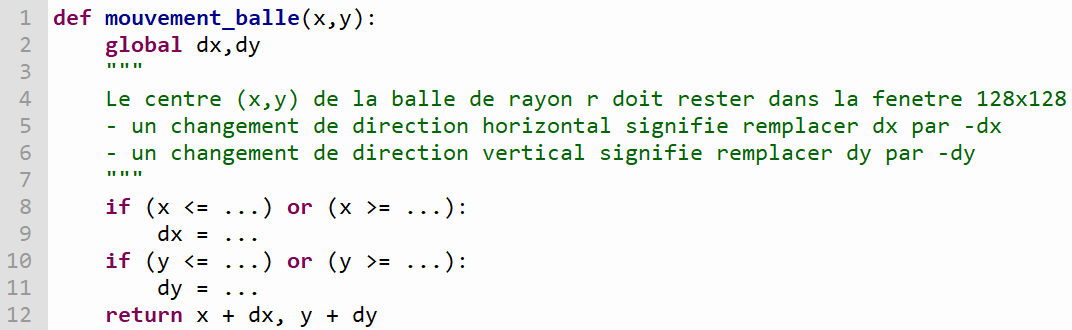 1 def mouvement_balle(x,y):
2     global dx,dy
3     """
4     Le centre (x,y) de la balle de rayon r doit rester dans la fenetre 128x128
5     - un changement de direction horizontal signifie remplacer dx par -dx
6     - un changement de direction vertical signifie remplacer dy par -dy
7     """
8     if (x <= ...) or (x >= ...):
9         dx = ...
10     if (y <= ...) or (y >= ...):
11         dy = ...
12     return x + dx, y + dy